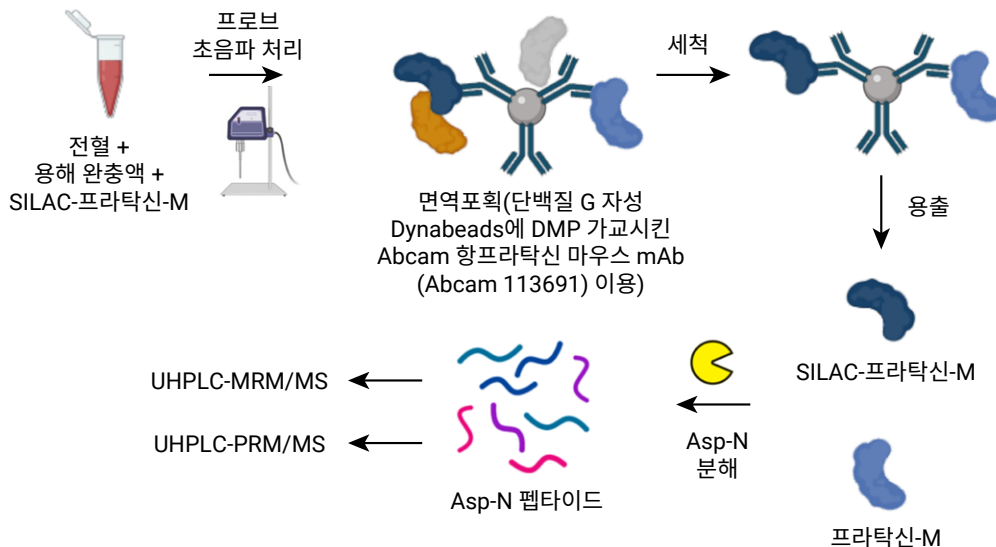 프로브
초음파 처리
전혈 +
용해 완충액 +
SILAC-프라탁신-M
세척
면역포획(단백질 G 자성
Dynabeads에 DMP 가교시킨
Abcam 항프라탁신 마우스 mAb
(Abcam 113691) 이용)
용출
SILAC-프라탁신-M
프라탁신-M
Asp-N
분해
Asp-N 펩타이드
UHPLC-MRM/MS
UHPLC-PRM/MS